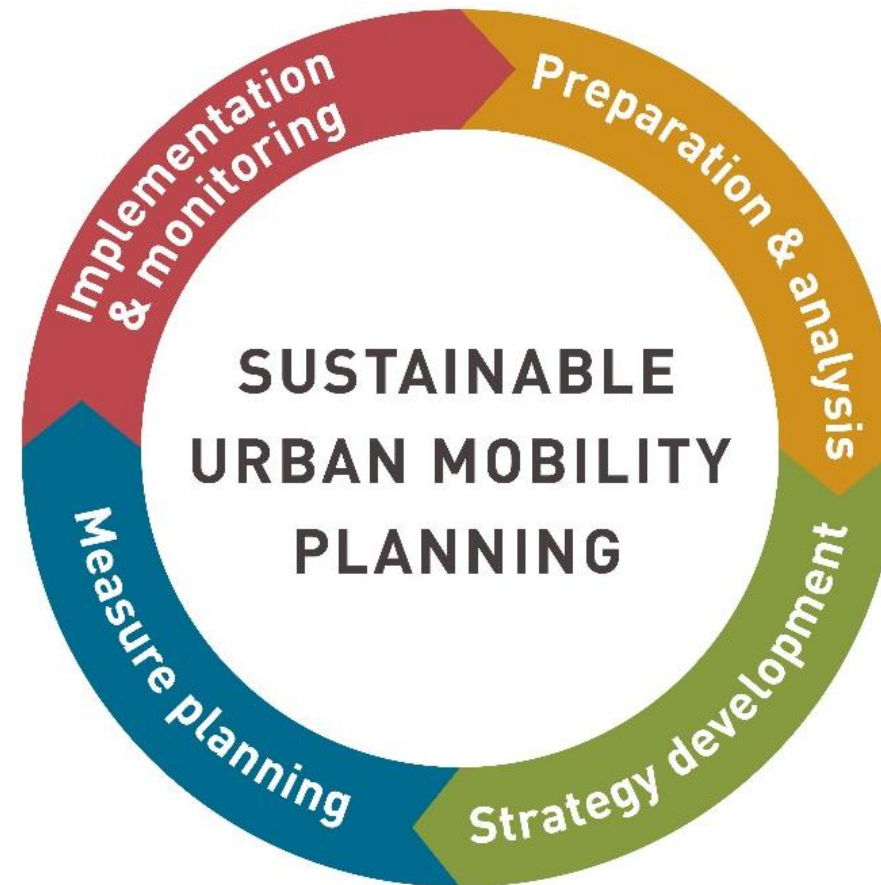 SUSTAINABLE
URBAN MOBILITY
PLANNING
Preparation & analysis
Strategy development
Measure planning
Implementation
& monitoring